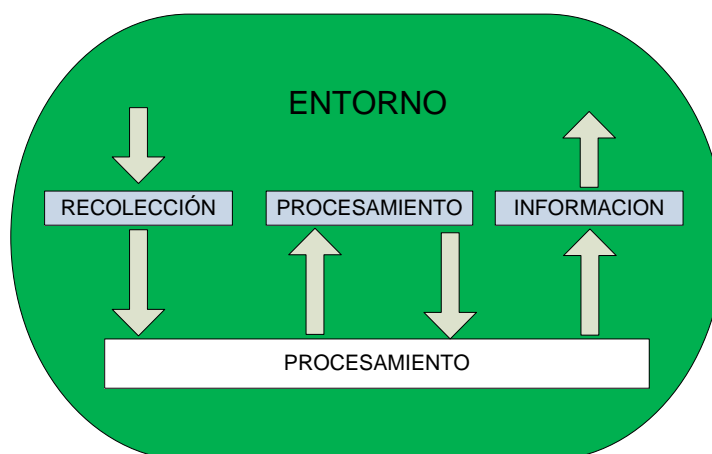 ENTORNO
RECOLECCIÓN
PROCESAMIENTO
INFORMACION
PROCESAMIENTO